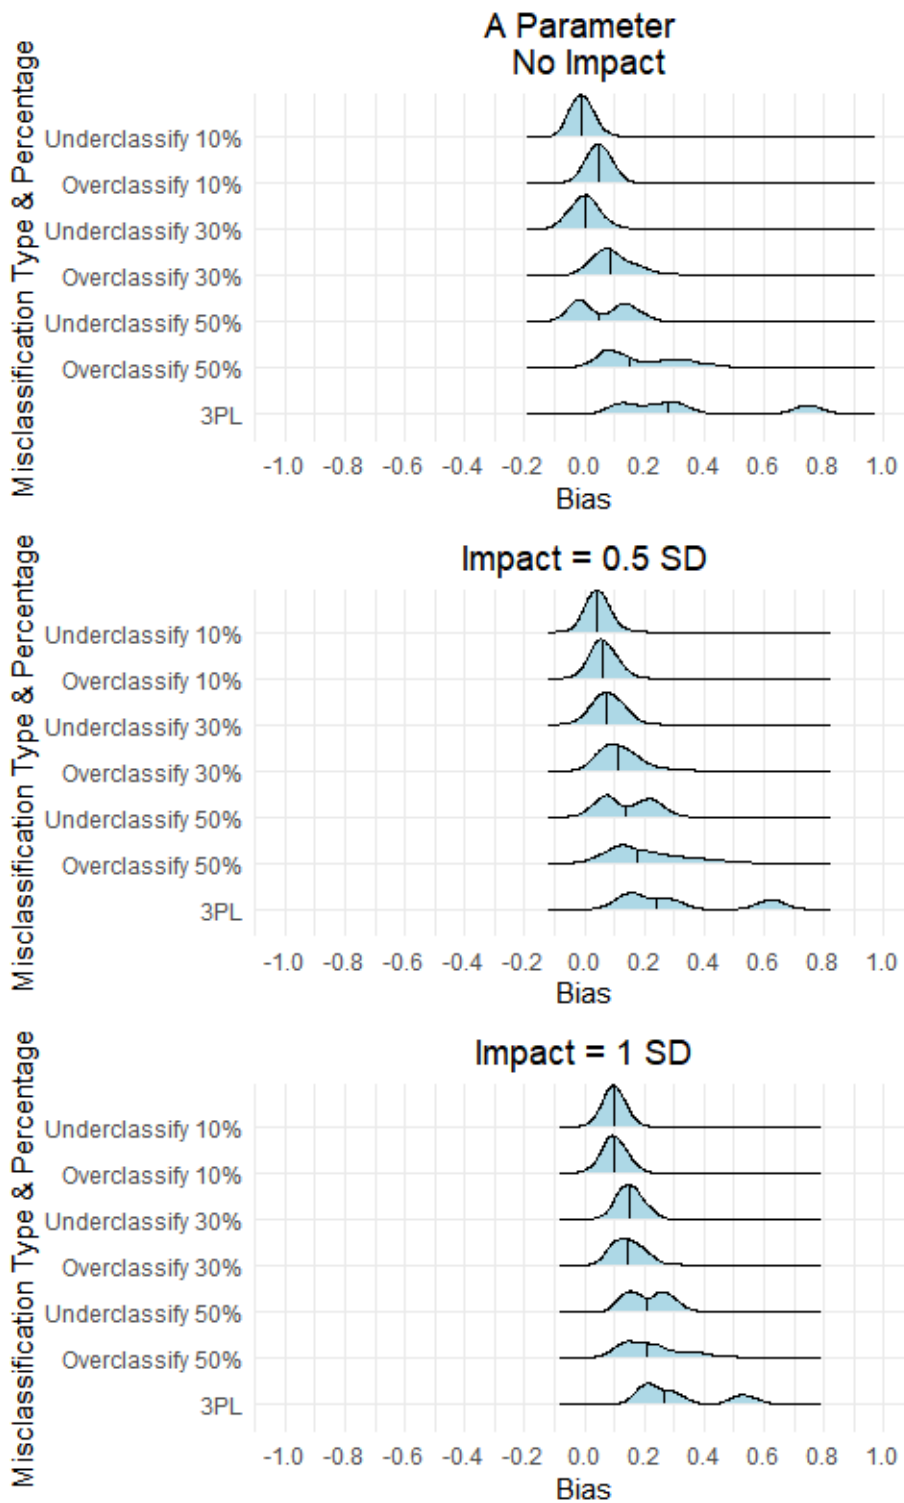 A Parameter
No Impact
Misclassification Type & Percentage
Underclassify 10%
Overclassify 10%
Underclassify 30%
Overclassify 30%
Underclassify 50%
Overclassify 50%
3PL
-1.0 -0.8 -0.6 -0.4 -0.2 0.0 0.2 0.4 0.6 0.8 1.0
Bias
Impact = 0.5 SD
Misclassification Type & Percentage
Underclassify 10%
Overclassify 10%
Underclassify 30%
Overclassify 30%
Underclassify 50%
Overclassify 50%
3PL
-1.0 -0.8 -0.6 -0.4 -0.2 0.0 0.2 0.4 0.6 0.8 1.0
Bias
Impact = 1 SD
Misclassification Type & Percentage
Underclassify 10%
Overclassify 10%
Underclassify 30%
Overclassify 30%
Underclassify 50%
Overclassify 50%
3PL
-1.0 -0.8 -0.6 -0.4 -0.2 0.0 0.2 0.4 0.6 0.8 1.0
Bias